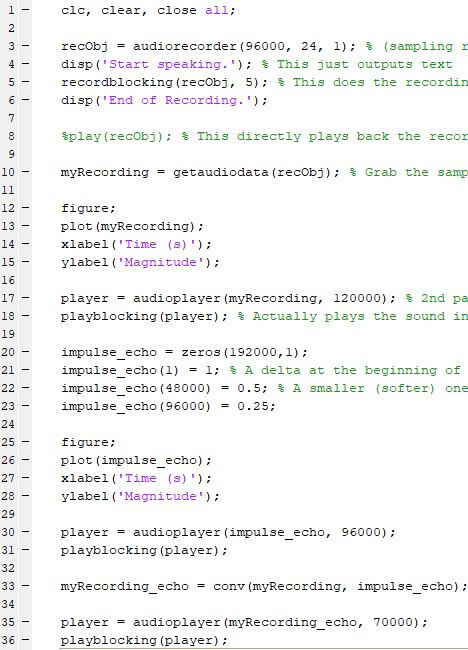 1 – clc, clear, close all;
2
3 – recObj = audiorecorder(96000, 24, 1); % (sampling r
4 – disp('Start speaking.'); % This just outputs text
5 – recordblocking(recObj, 5); % This does the recordin
6 – disp('End of Recording.');
7
8 %play(recObj); % This directly plays back the recor
9
10 – myRecording = getaudiodata(recObj); % Grab the samp
11
12 – figure;
13 – plot(myRecording);
14 – xlabel('Time (s)');
15 – ylabel('Magnitude');
16
17 – player = audioplayer(myRecording, 120000); % 2nd pa
18 – playblocking(player); % Actually plays the sound in
19
20 – impulse_echo = zeros(192000,1);
21 – impulse_echo(1) = 1; % A delta at the beginning of
22 – impulse_echo(48000) = 0.5; % A smaller (softer) one
23 – impulse_echo(96000) = 0.25;
24
25 – figure;
26 – plot(impulse_echo);
27 – xlabel('Time (s)');
28 – ylabel('Magnitude');
29
30 – player = audioplayer(impulse_echo, 96000);
31 – playblocking(player);
32
33 – myRecording_echo = conv(myRecording, impulse_echo);
34
35 – player = audioplayer(myRecording_echo, 70000);
36 – playblocking(player);